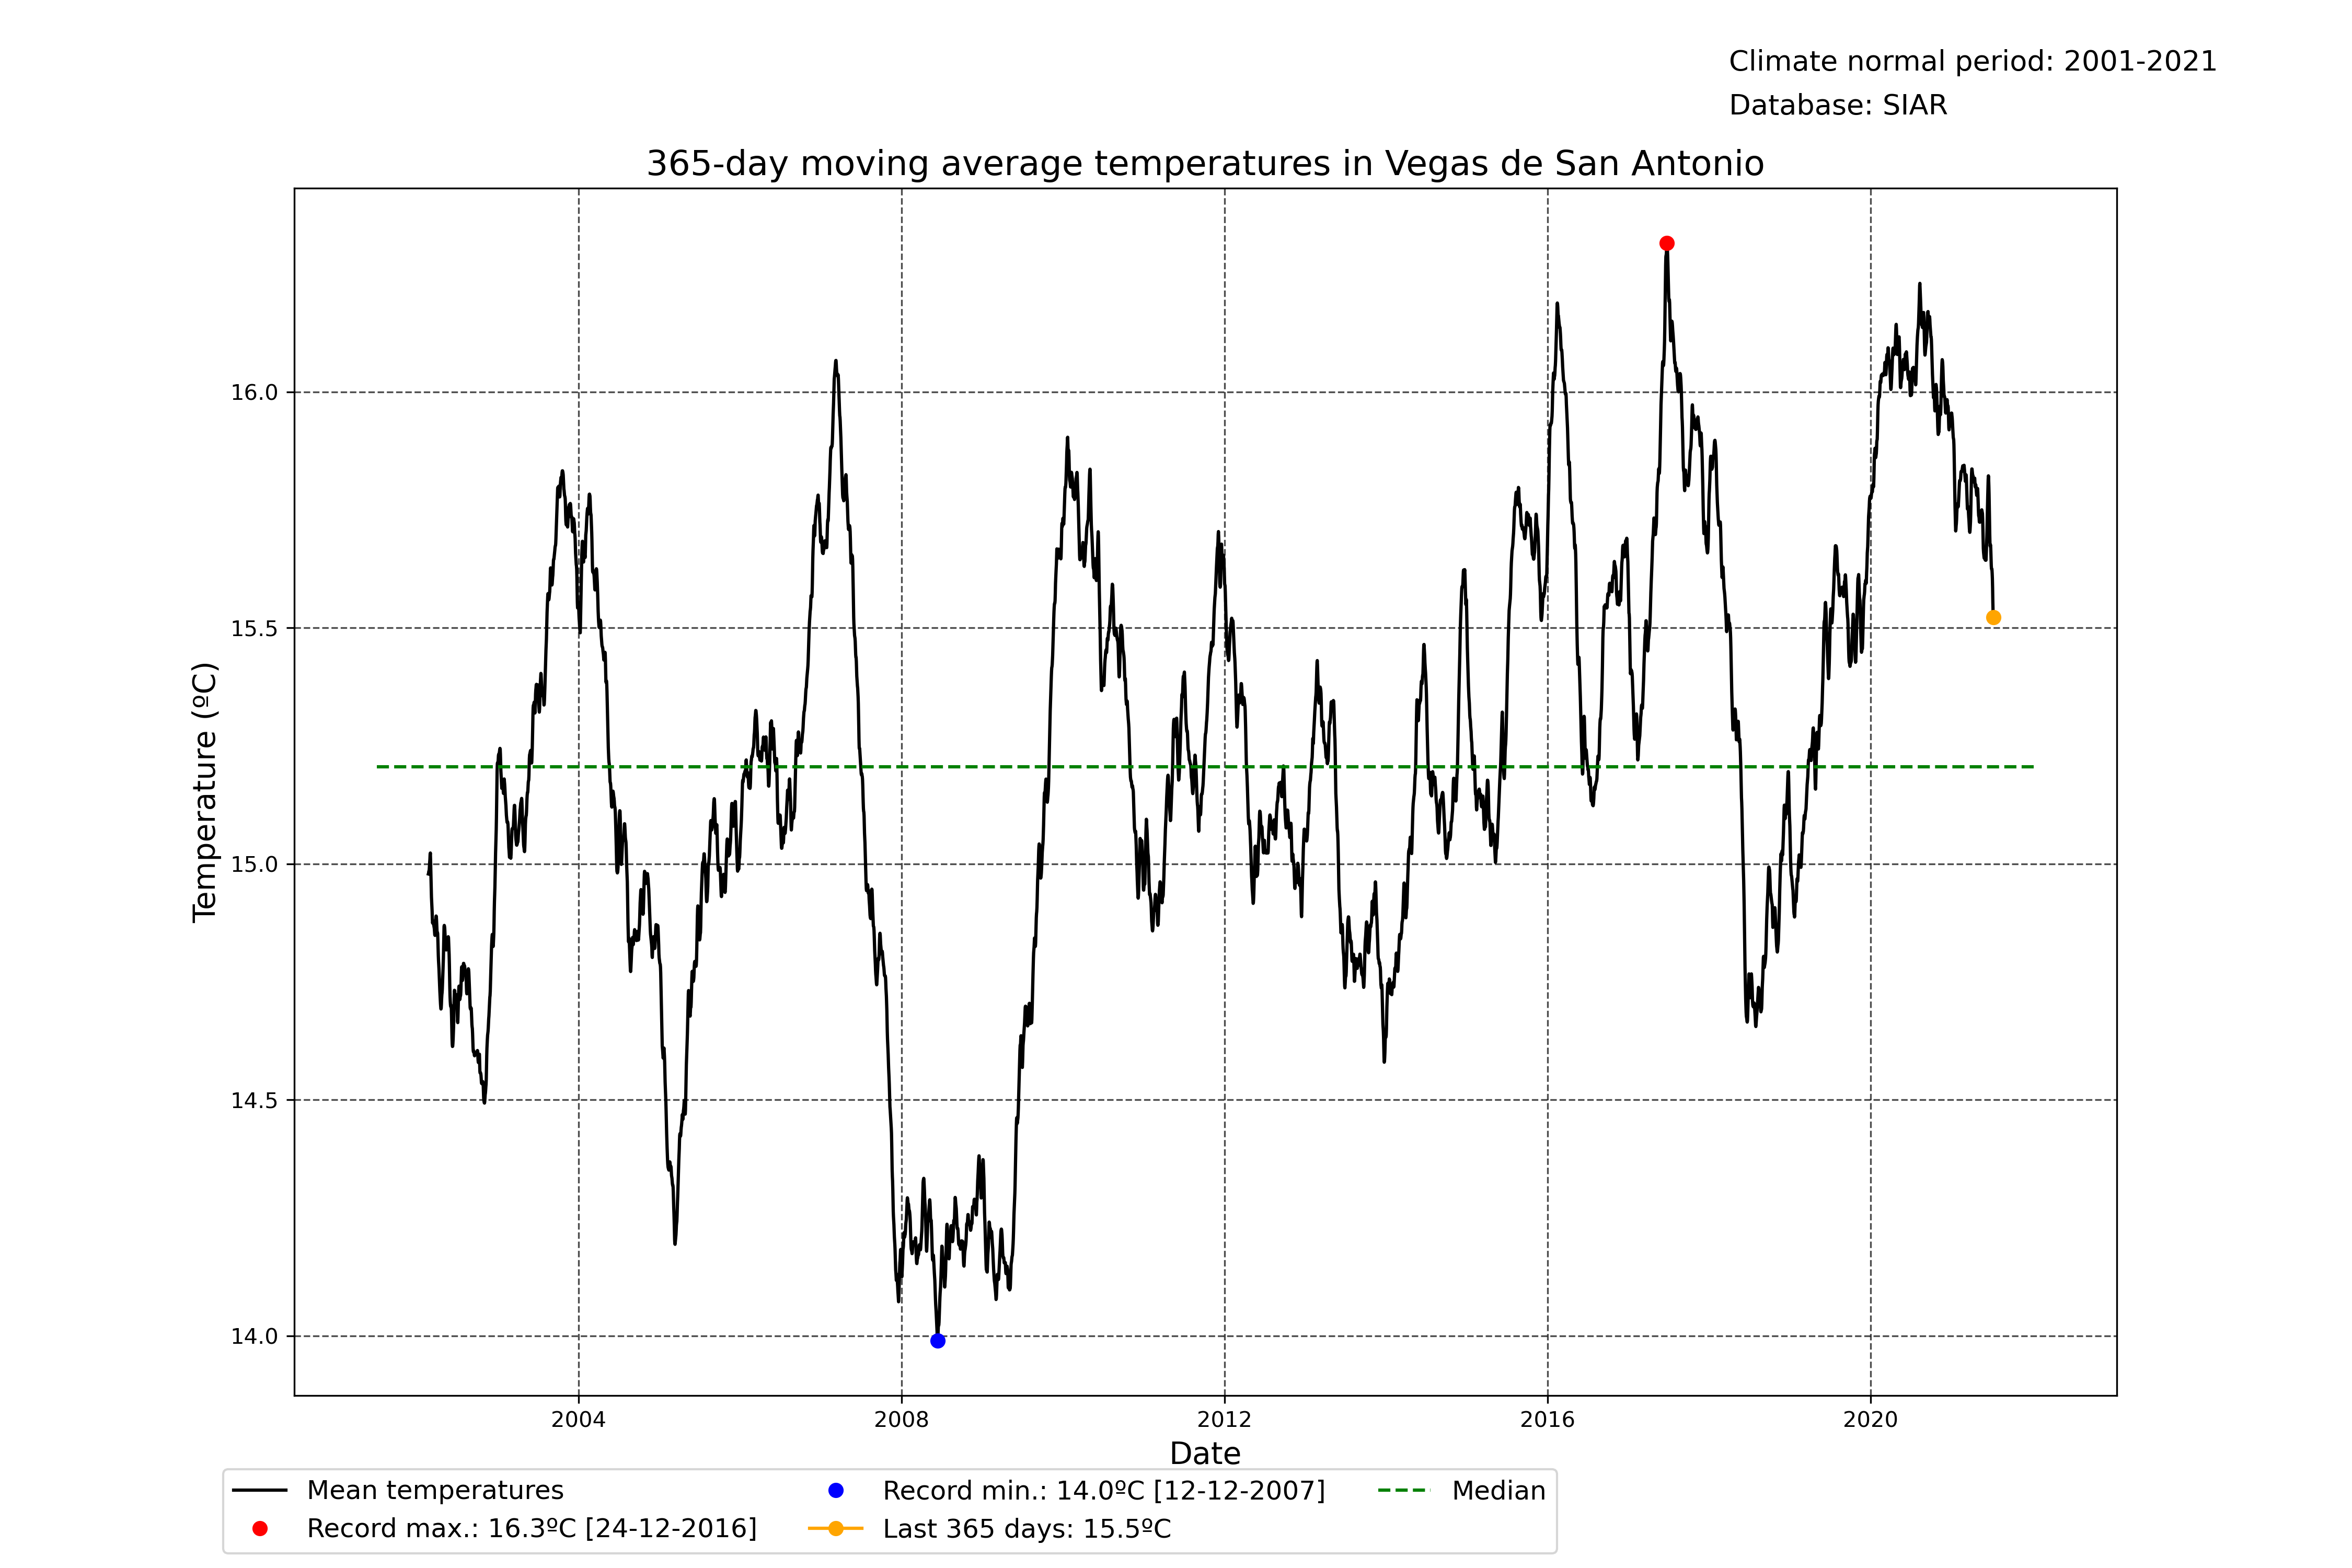 Climate normal period: 2001-2021
Database: SIAR
365-day moving average temperatures in Vegas de San Antonio
Temperature (ºC)
16.0
15.5
15.0
14.5
14.0
2004 2008 2012 2016 2020
Date
Mean temperatures
Record max.: 16.3ºC [24-12-2016]
Record min.: 14.0ºC [12-12-2007]
Last 365 days: 15.5ºC
Median